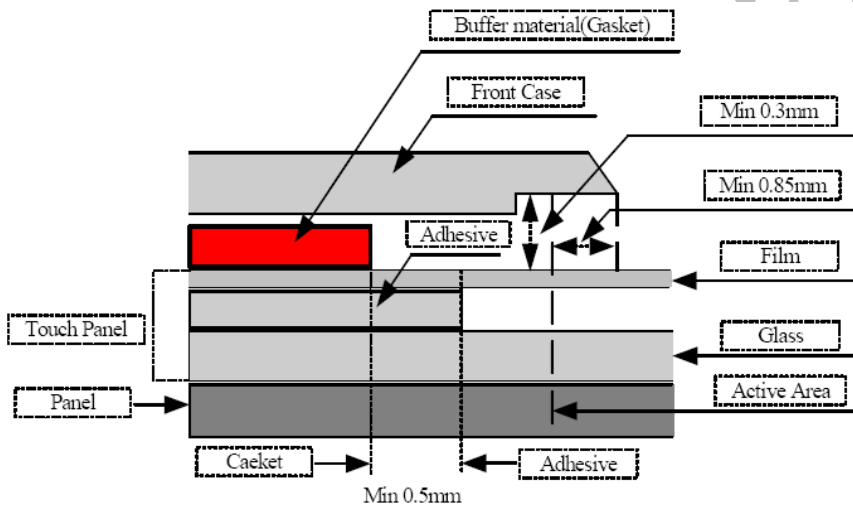 Buffer material(Gasket)
Front Case
Min 0.3mm
Min 0.85mm
Adhesive
Film
Touch Panel
Glass
Active Area
Panel
Caeket
Adhesive
Min 0.5mm